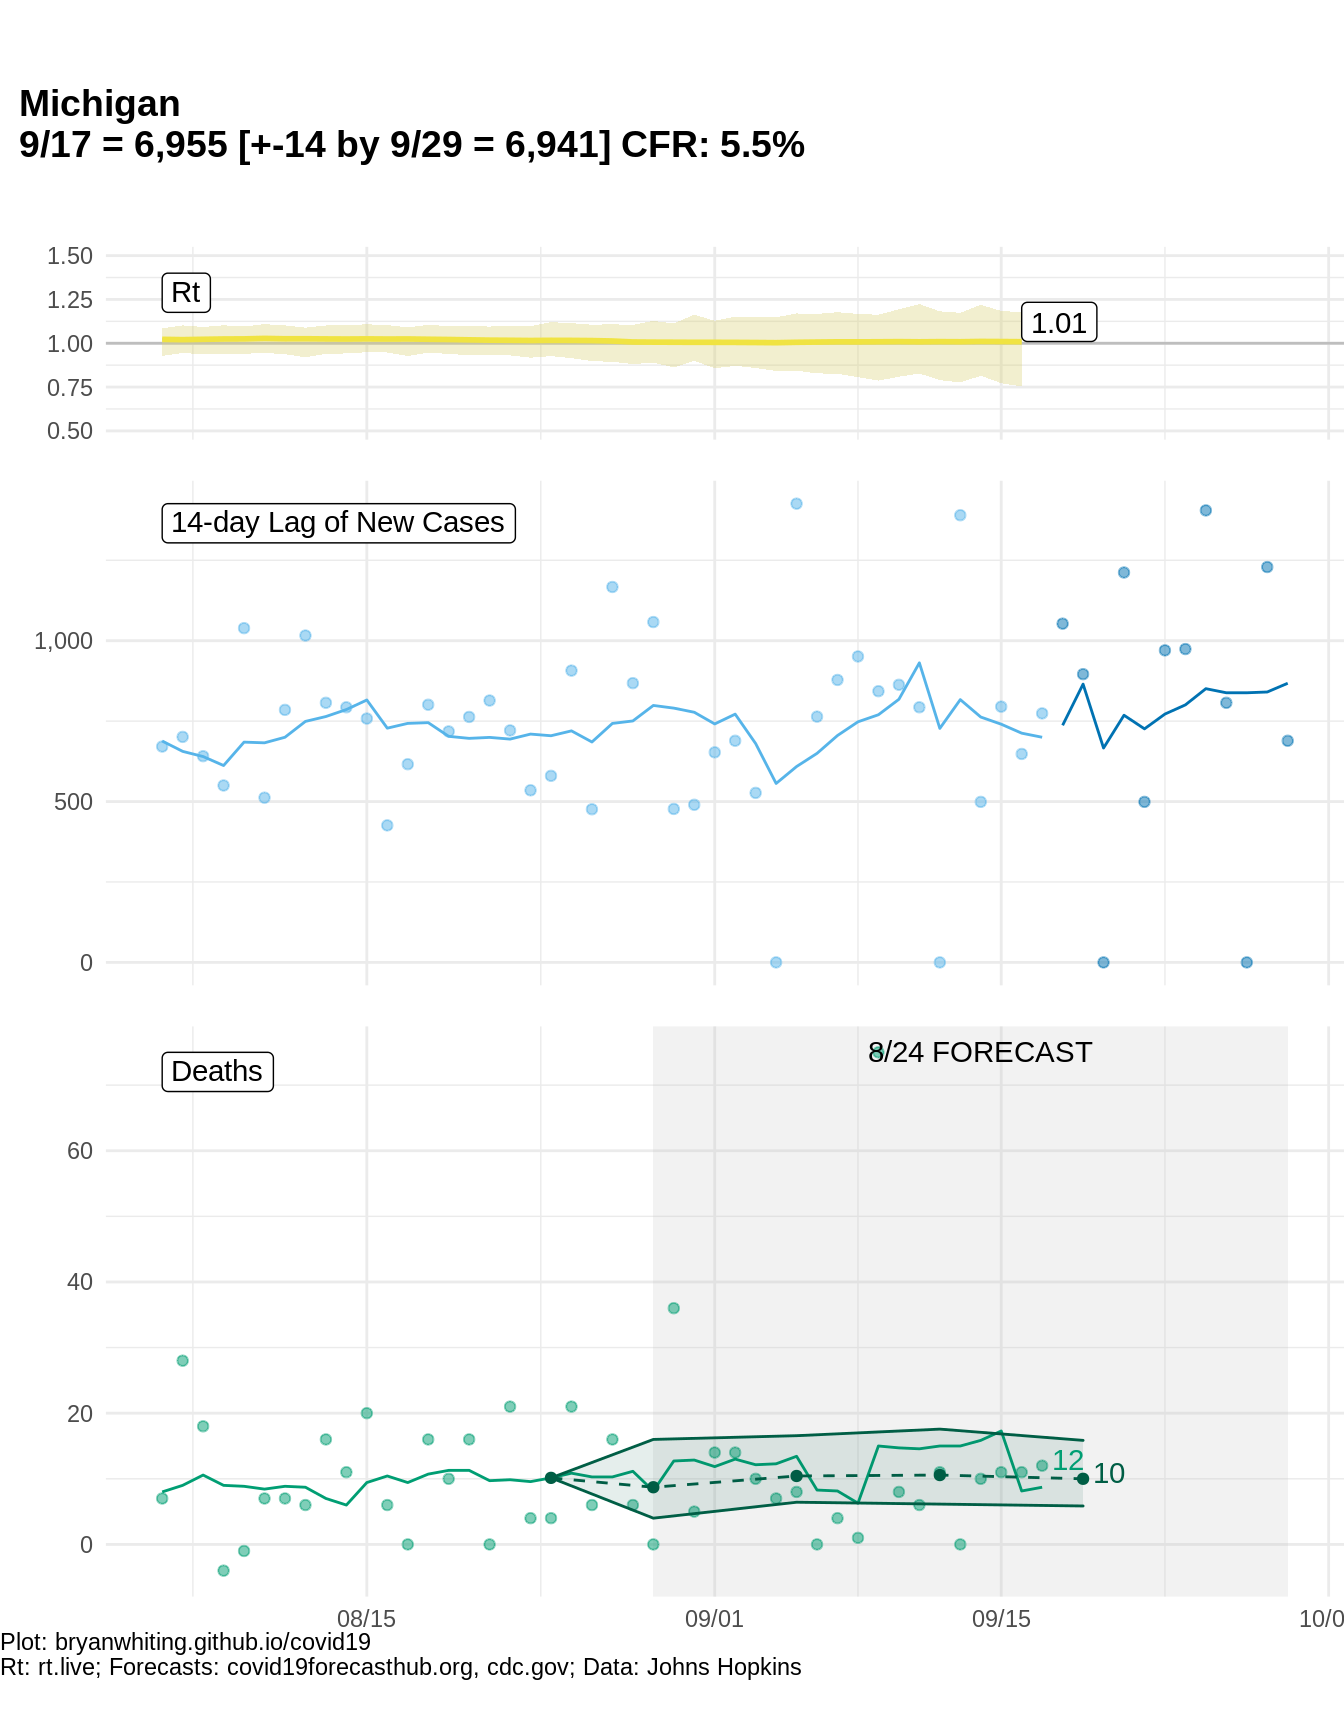 Michigan
9/17 = 6,955 [+-14 by 9/29 = 6,941] CFR: 5.5%
1.50
Rt
1.25
1.01
1.00
0.75
0.50
14-day Lag of New Cases
1,000
500
0
8/24 FORECAST
Deaths
60
40
20
12
10
0
08/15 09/01 09/15 10/0
Plot: bryanwhiting.github.io/covid19
Rt: rt.live; Forecasts: covid19forecasthub.org, cdc.gov; Data: Johns Hopkins